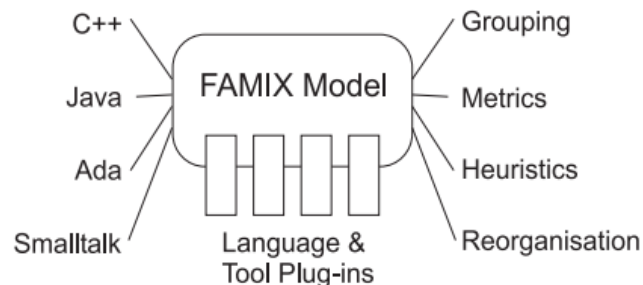 C++
Java
Ada
Smalltalk
FAMIX Model
Language &
Tool Plug-ins
Grouping
Metrics
Heuristics
Reorganisation